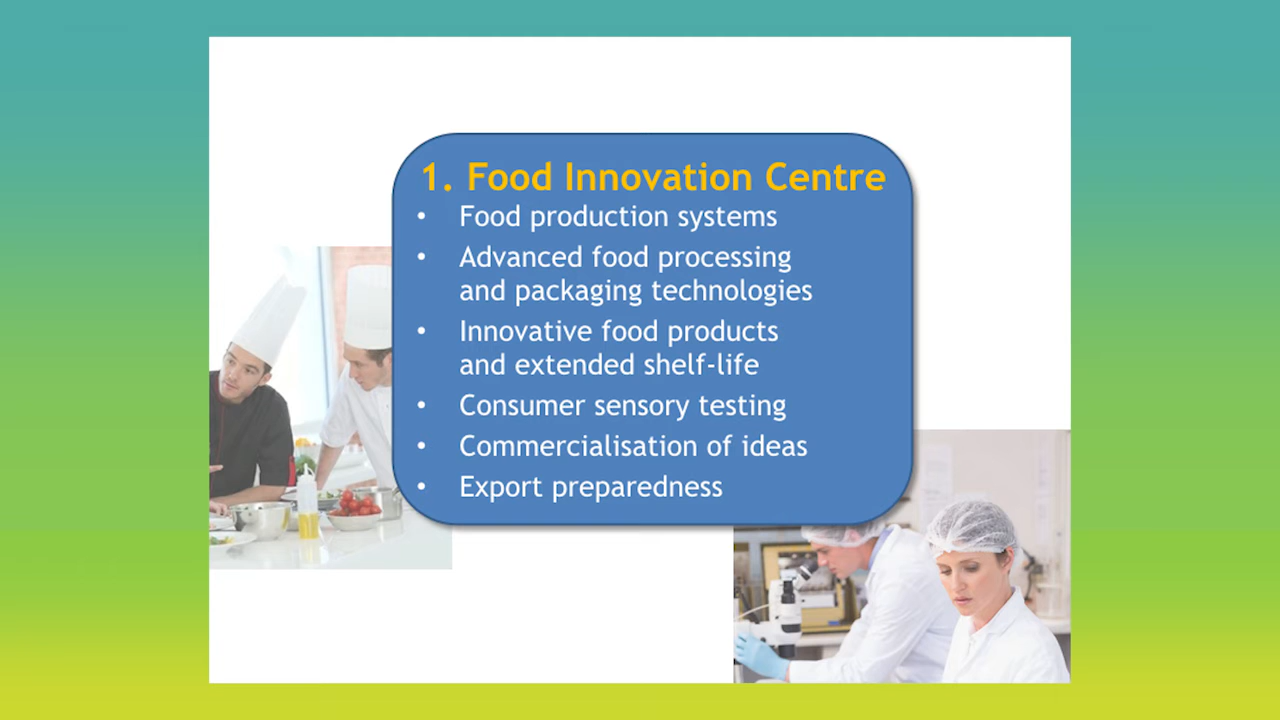 1. Food Innovation Centre
• Food production systems
• Advanced food processing
and packaging technologies
• Innovative food products
and extended shelf-life
• Consumer sensory testing
• Commercialisation of ideas
• Export preparedness